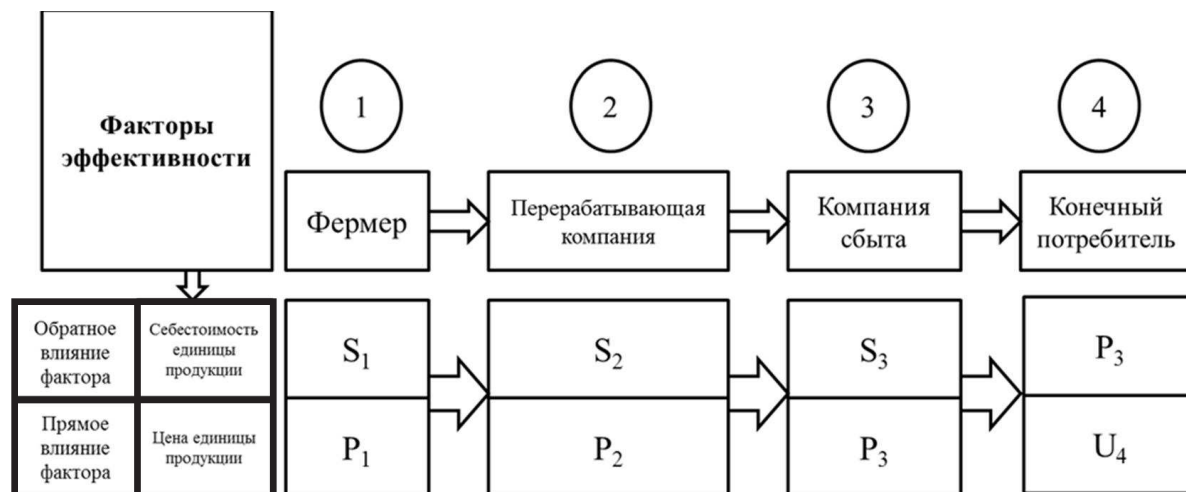 Факторы
эффективности
1
2
3
4
Фермер
Перерабатывающая
компания
Компания
сбыта
Конечный
потребитель
Обратное
влияние
фактора
Себестоимость
единицы
продукции
S₁
S₂
S₃
P₃
Прямое
влияние
фактора
Цена единицы
продукции
P₁
P₂
P₃
U₄